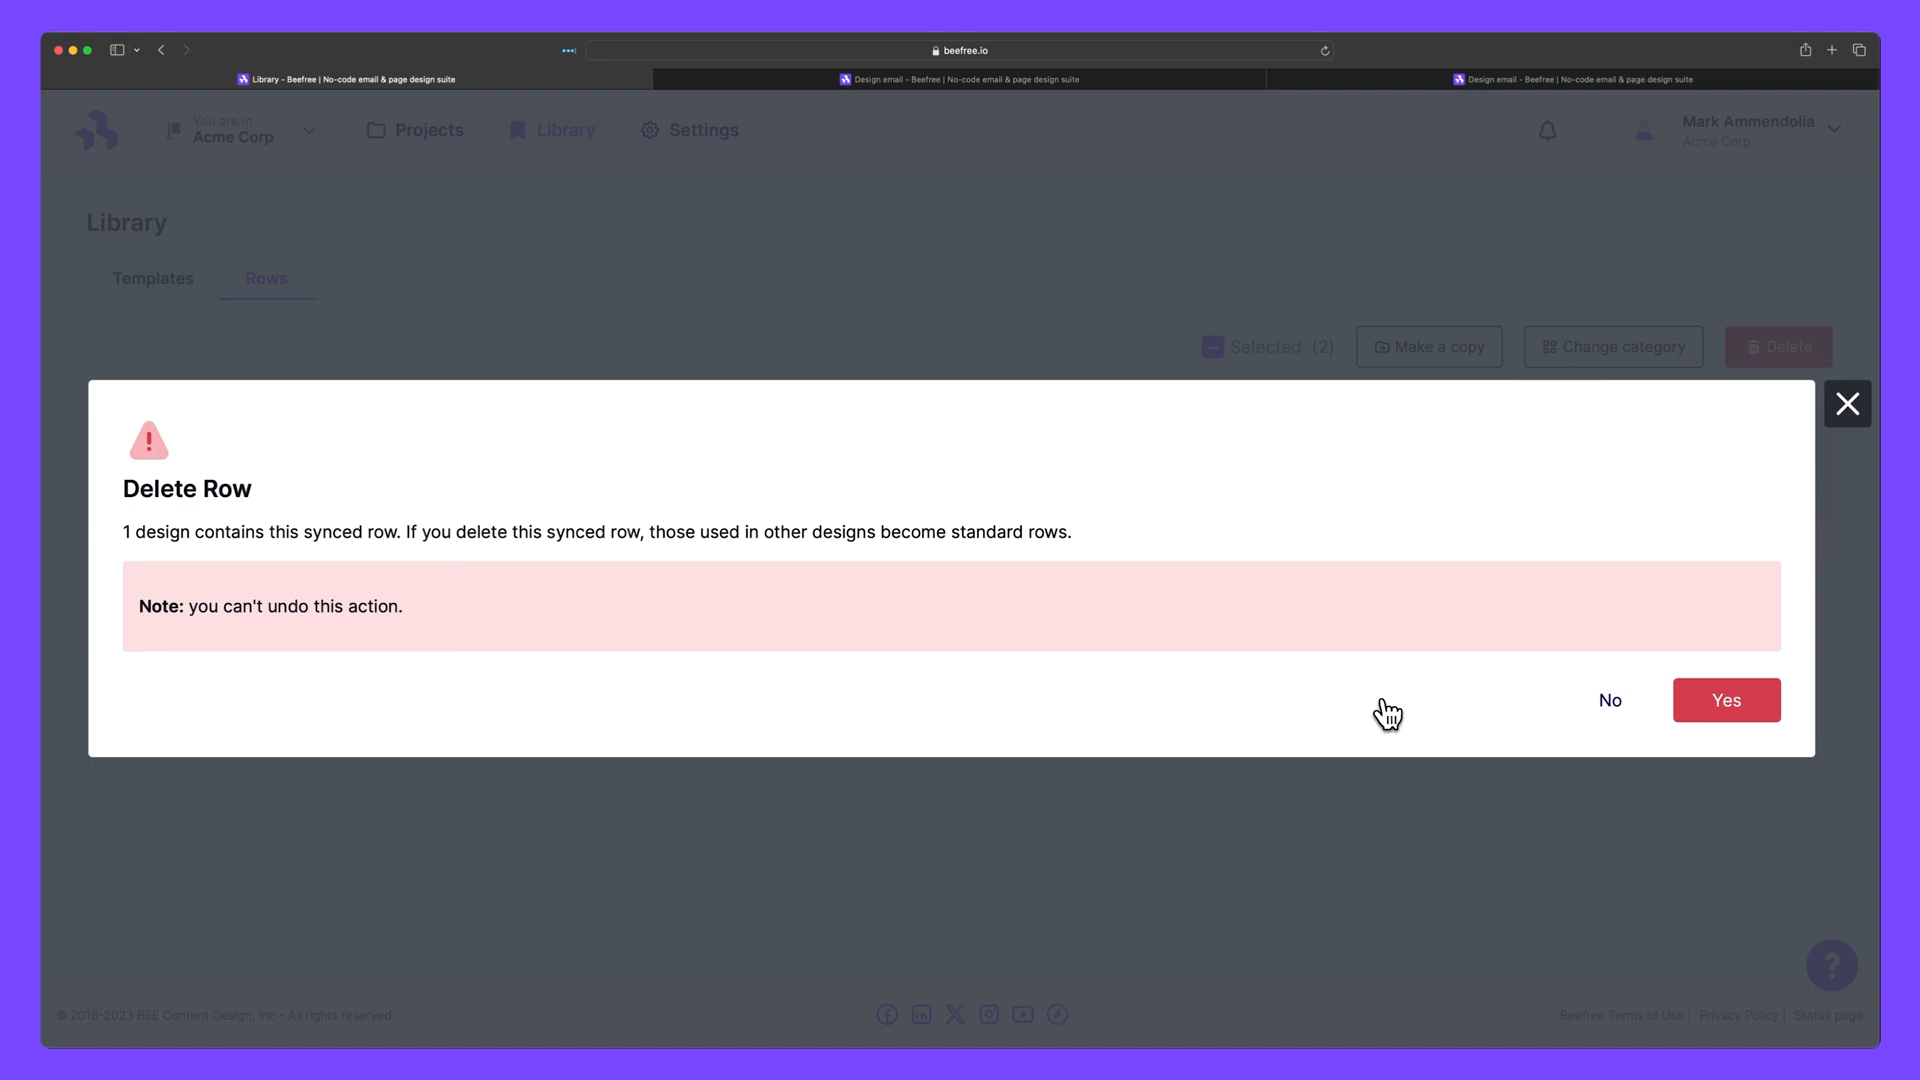 beefree.io
Library - Beefree | No-code email & page design suite
Design email - Beefree | No-code email & page design suite
Design email - Beefree | No-code email & page design suite
You are in
Acme Corp
Projects
Library
Settings
Mark Ammendolia
Acme Corp
Library
Templates
Rows
Selected (2)
Make a copy
Change category
Delete
Delete Row
1 design contains this synced row. If you delete this synced row, those used in other designs become standard rows.
Note: you can't undo this action.
No
Yes
© 2016-2023 BEE Content Design, Inc - All rights reserved
Beefree Terms of Use | Privacy Policy | Status page